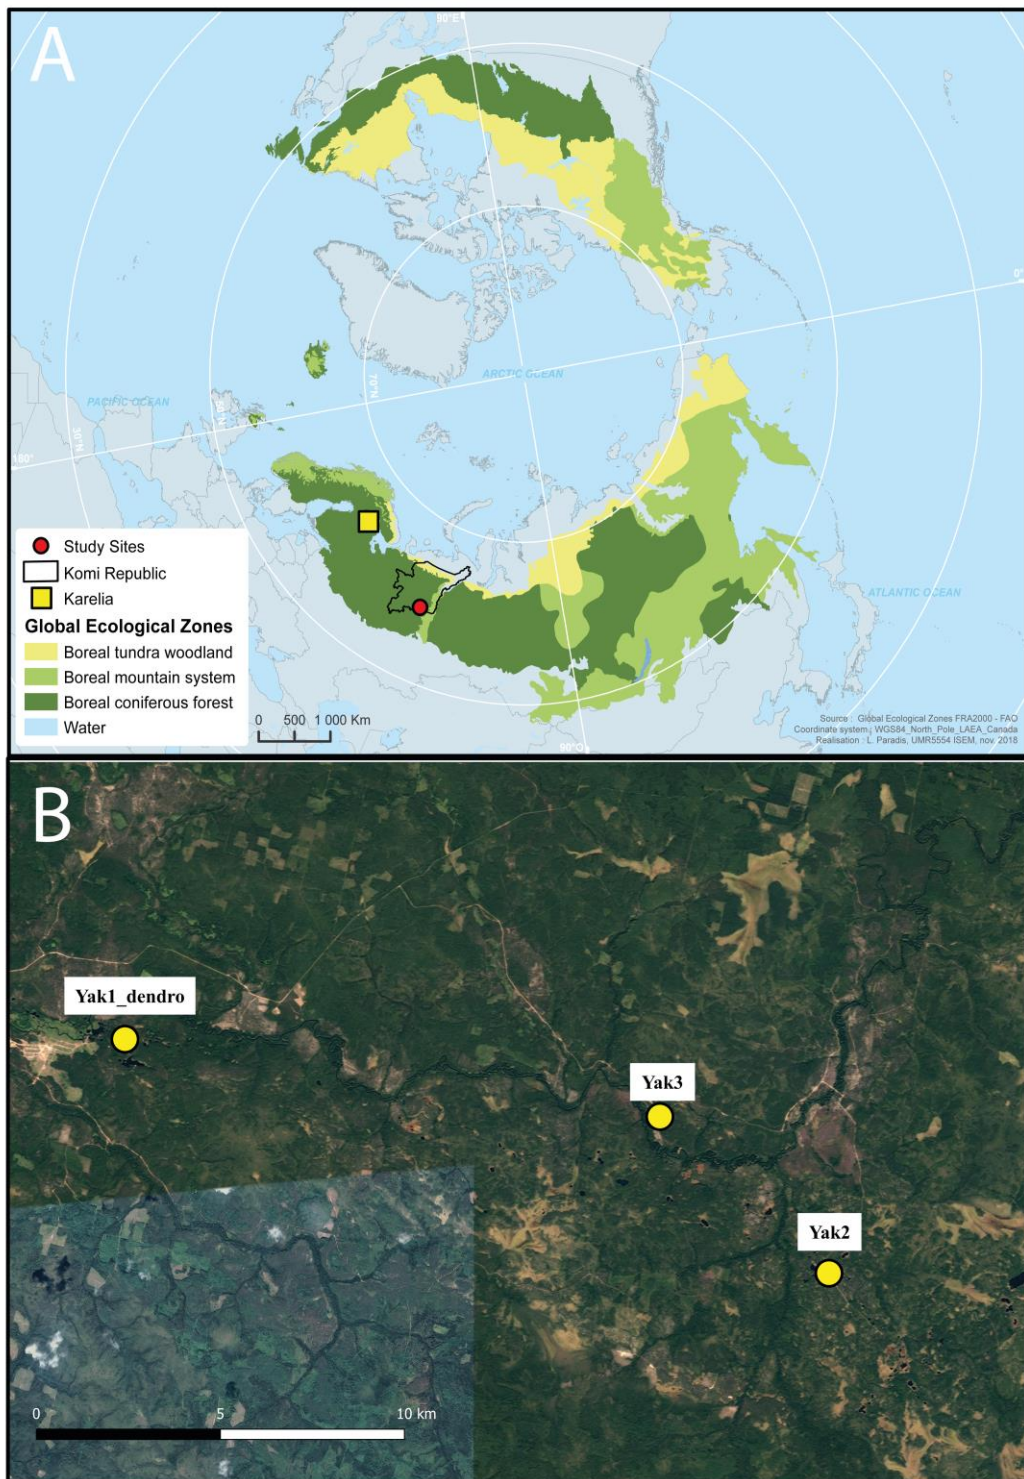 A
90°E
0°
ARCTIC OCEAN
PACIFIC OCEAN
70°N
50°N
30°N
180°
ATLANTIC OCEAN
Study Sites
Komi Republic
Karelia
Global Ecological Zones
Boreal tundra woodland
Boreal mountain system
Boreal coniferous forest
Water
0 500 1 000 Km
90°O
Source : Global Ecological Zones FRA2000 - FAO
Coordinate system : WGS84_North_Pole_LAEA_Canada
Realisation : L. Paradis, UMR5554 ISEM, nov. 2018
B
Yak1_dendro
Yak3
Yak2
0 5 10 km